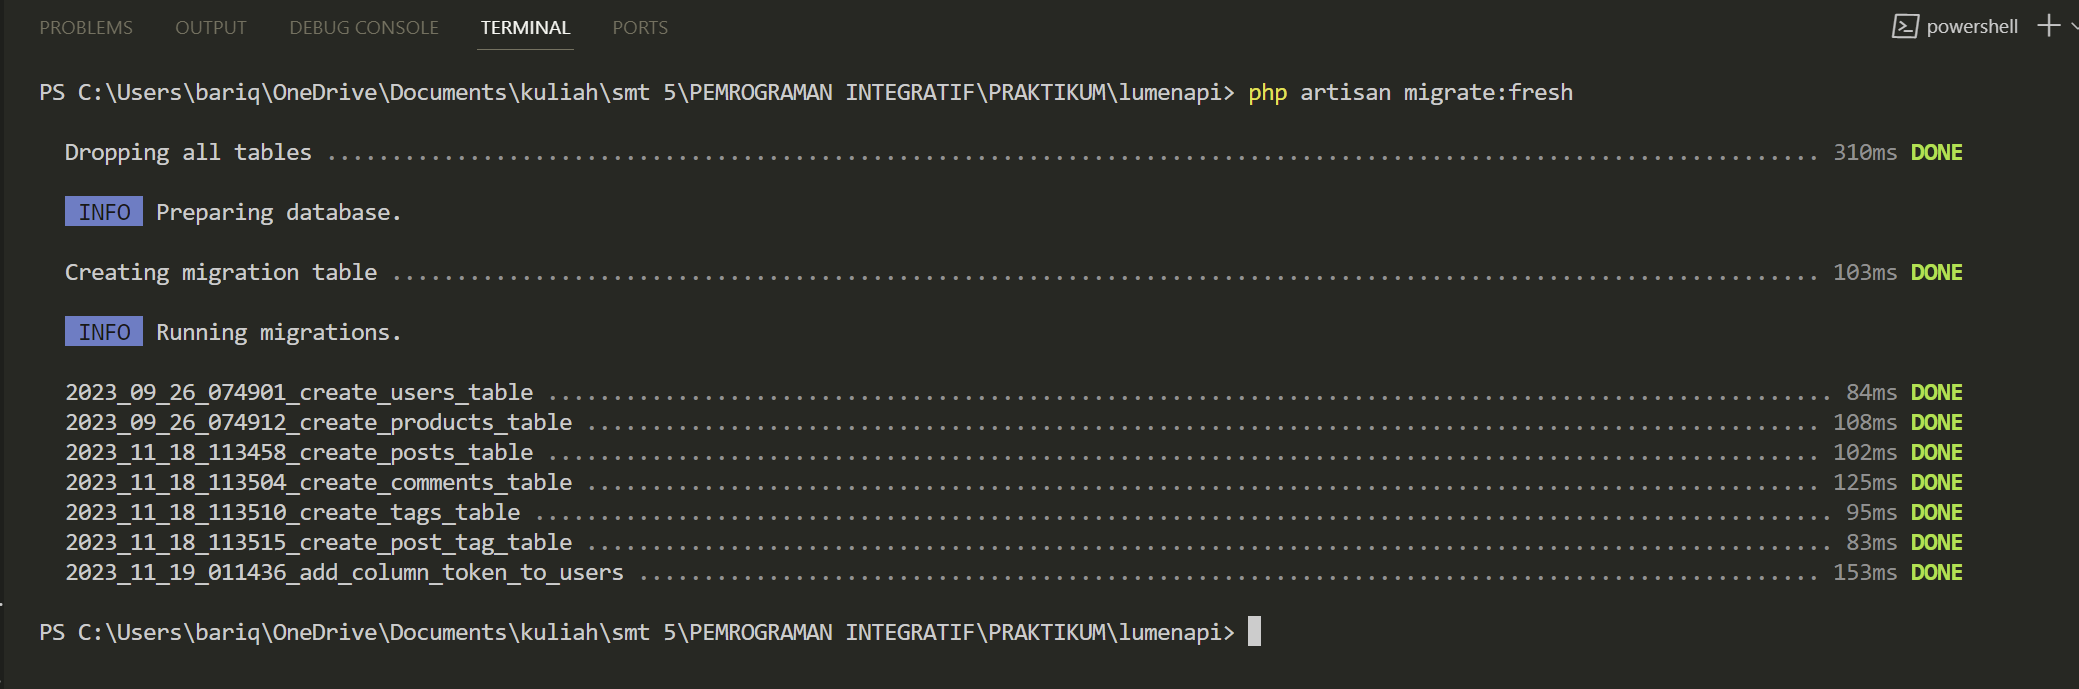 PROBLEMS OUTPUT DEBUG CONSOLE TERMINAL PORTS powershell
PS C:\Users\bariq\OneDrive\Documents\kuliah\smt 5\PEMROGRAMAN INTEGRATIF\PRAKTIKUM\lumenapi> php artisan migrate:fresh
Dropping all tables ................................................................................................................... 310ms DONE
INFO Preparing database.
Creating migration table .............................................................................................................. 103ms DONE
INFO Running migrations.
2023_09_26_074901_create_users_table ................................................................................................... 84ms DONE
2023_09_26_074912_create_products_table ............................................................................................... 108ms DONE
2023_11_18_113458_create_posts_table .................................................................................................. 102ms DONE
2023_11_18_113504_create_comments_table ............................................................................................... 125ms DONE
2023_11_18_113510_create_tags_table .................................................................................................... 95ms DONE
2023_11_18_113515_create_post_tag_table ................................................................................................ 83ms DONE
2023_11_19_011436_add_column_token_to_users ........................................................................................... 153ms DONE
PS C:\Users\bariq\OneDrive\Documents\kuliah\smt 5\PEMROGRAMAN INTEGRATIF\PRAKTIKUM\lumenapi>